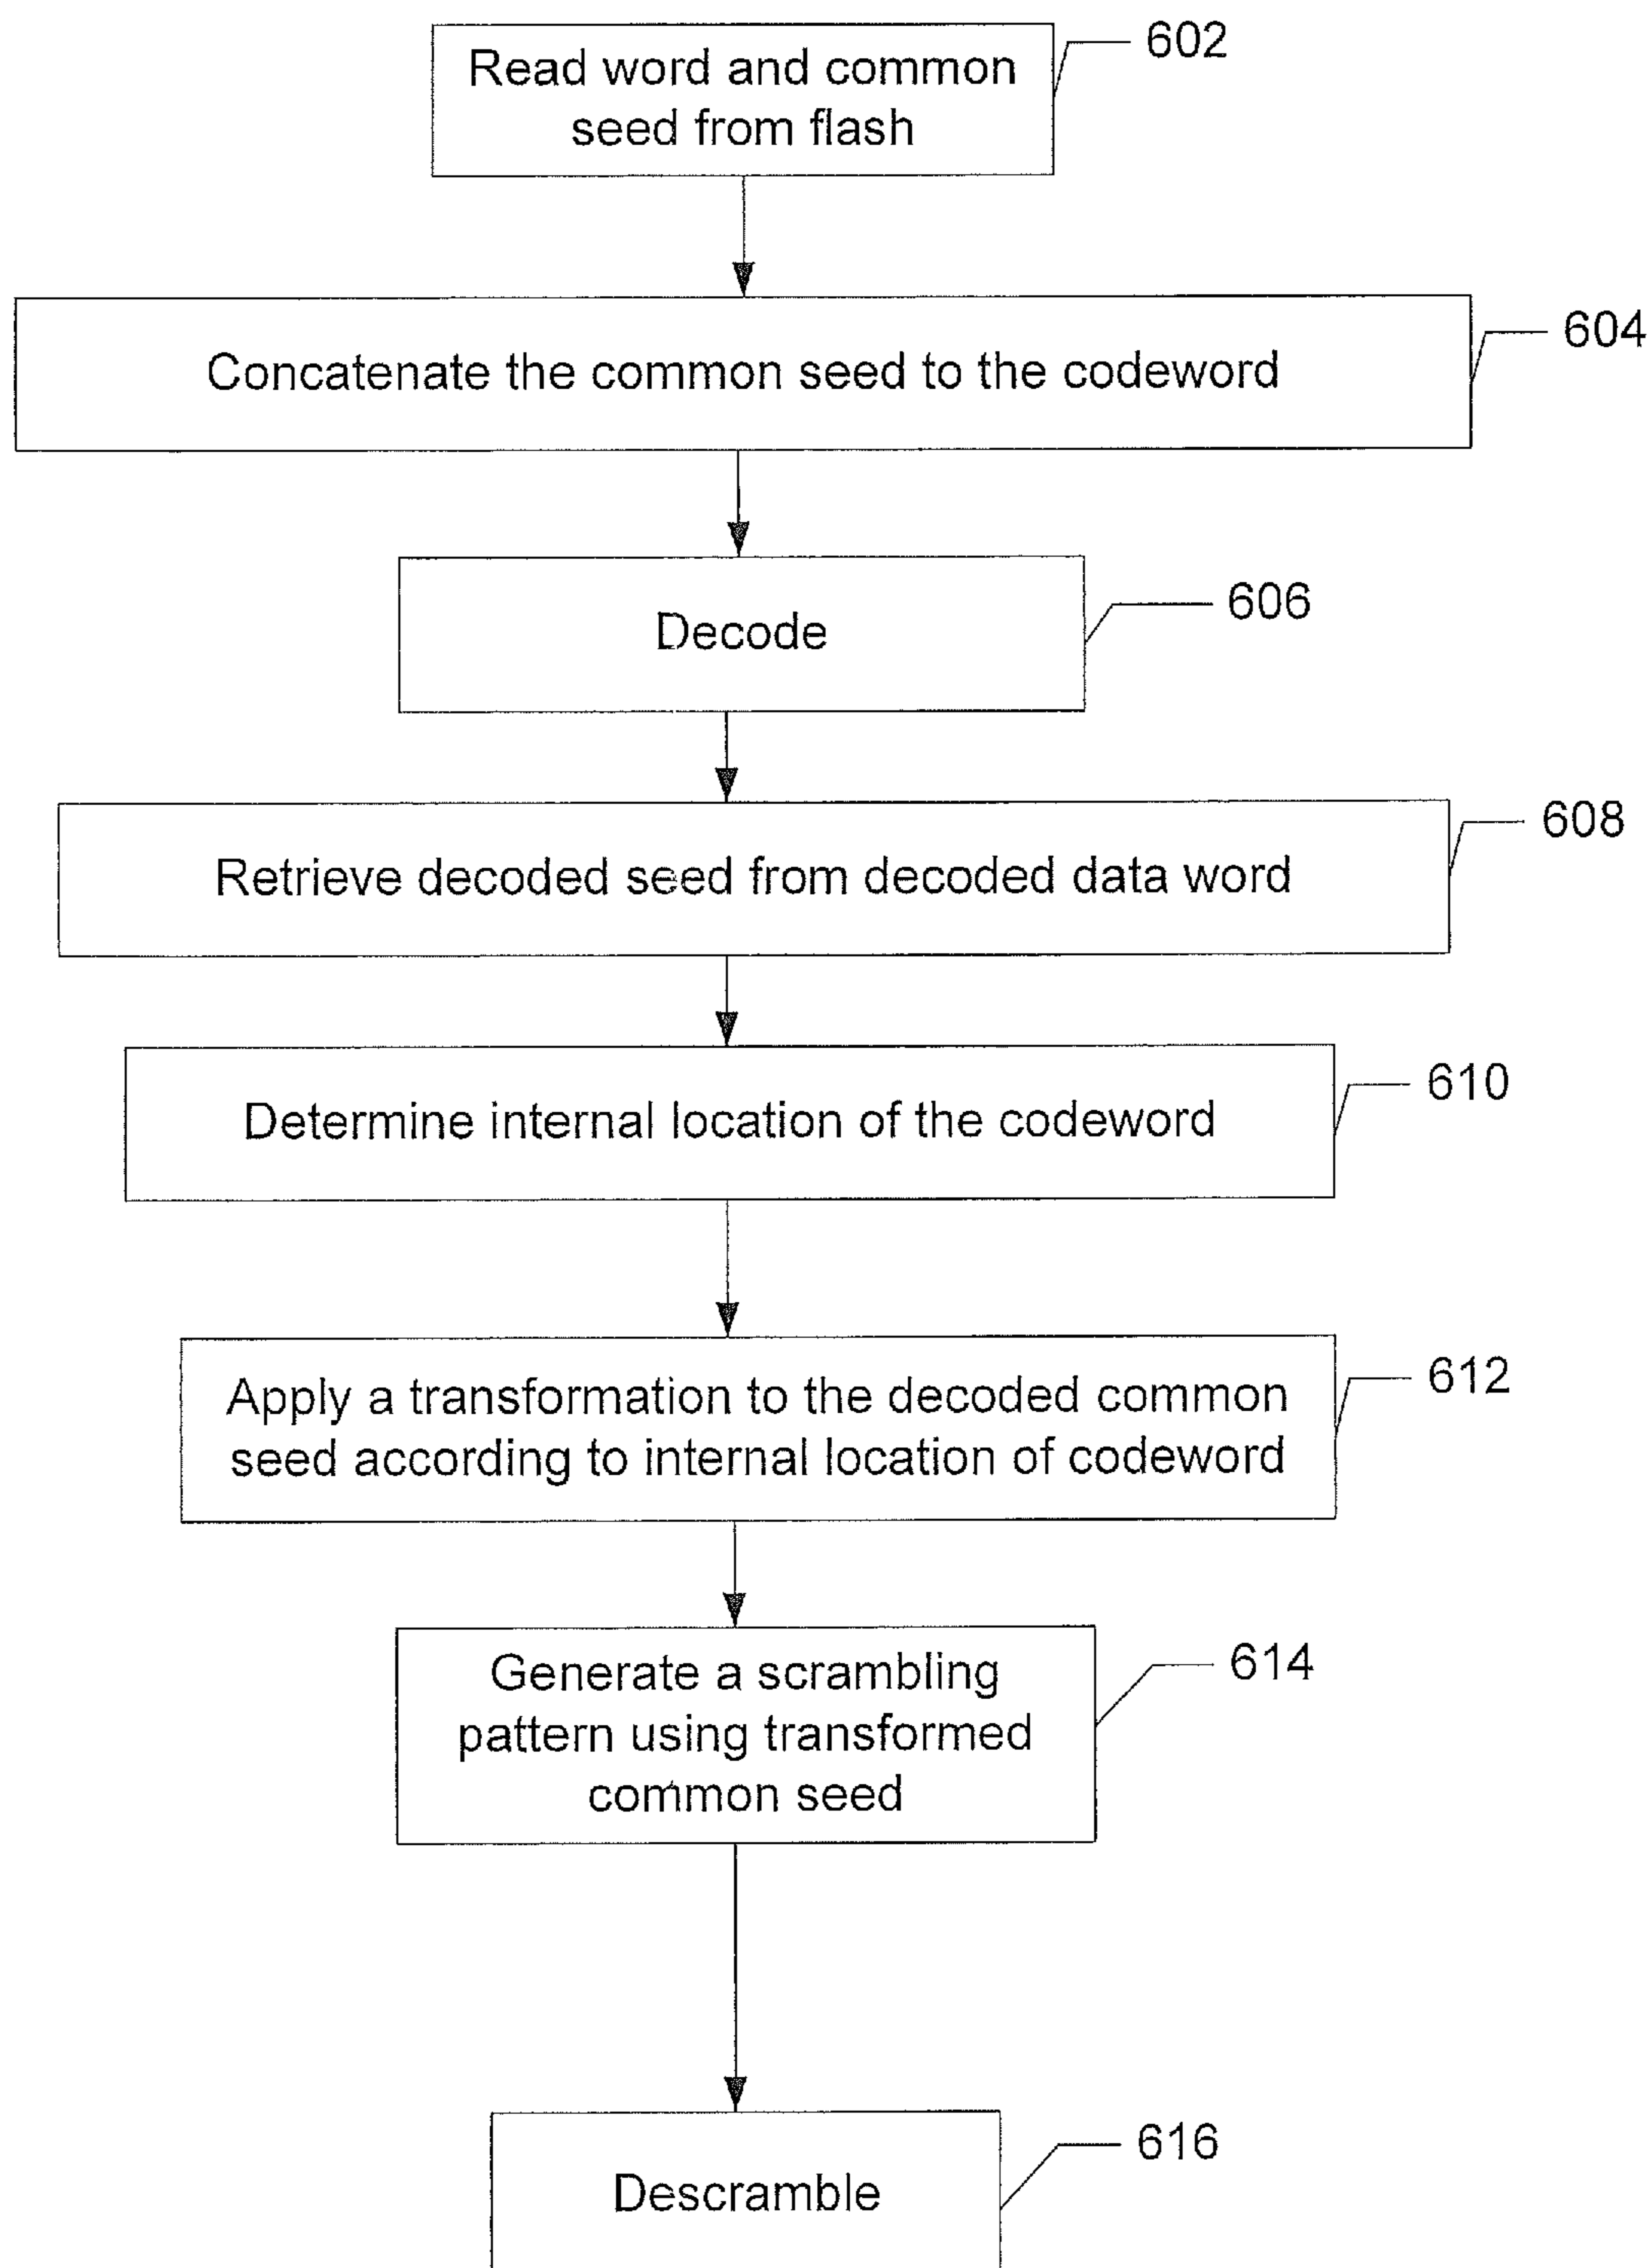 602
Read word and common
seed from flash
604
Concatenate the common seed to the codeword
606
Decode
608
Retrieve decoded seed from decoded data word
610
Determine internal location of the codeword
612
Apply a transformation to the decoded common
seed according to internal location of codeword
614
Generate a scrambling
pattern using transformed
common seed
616
Descramble